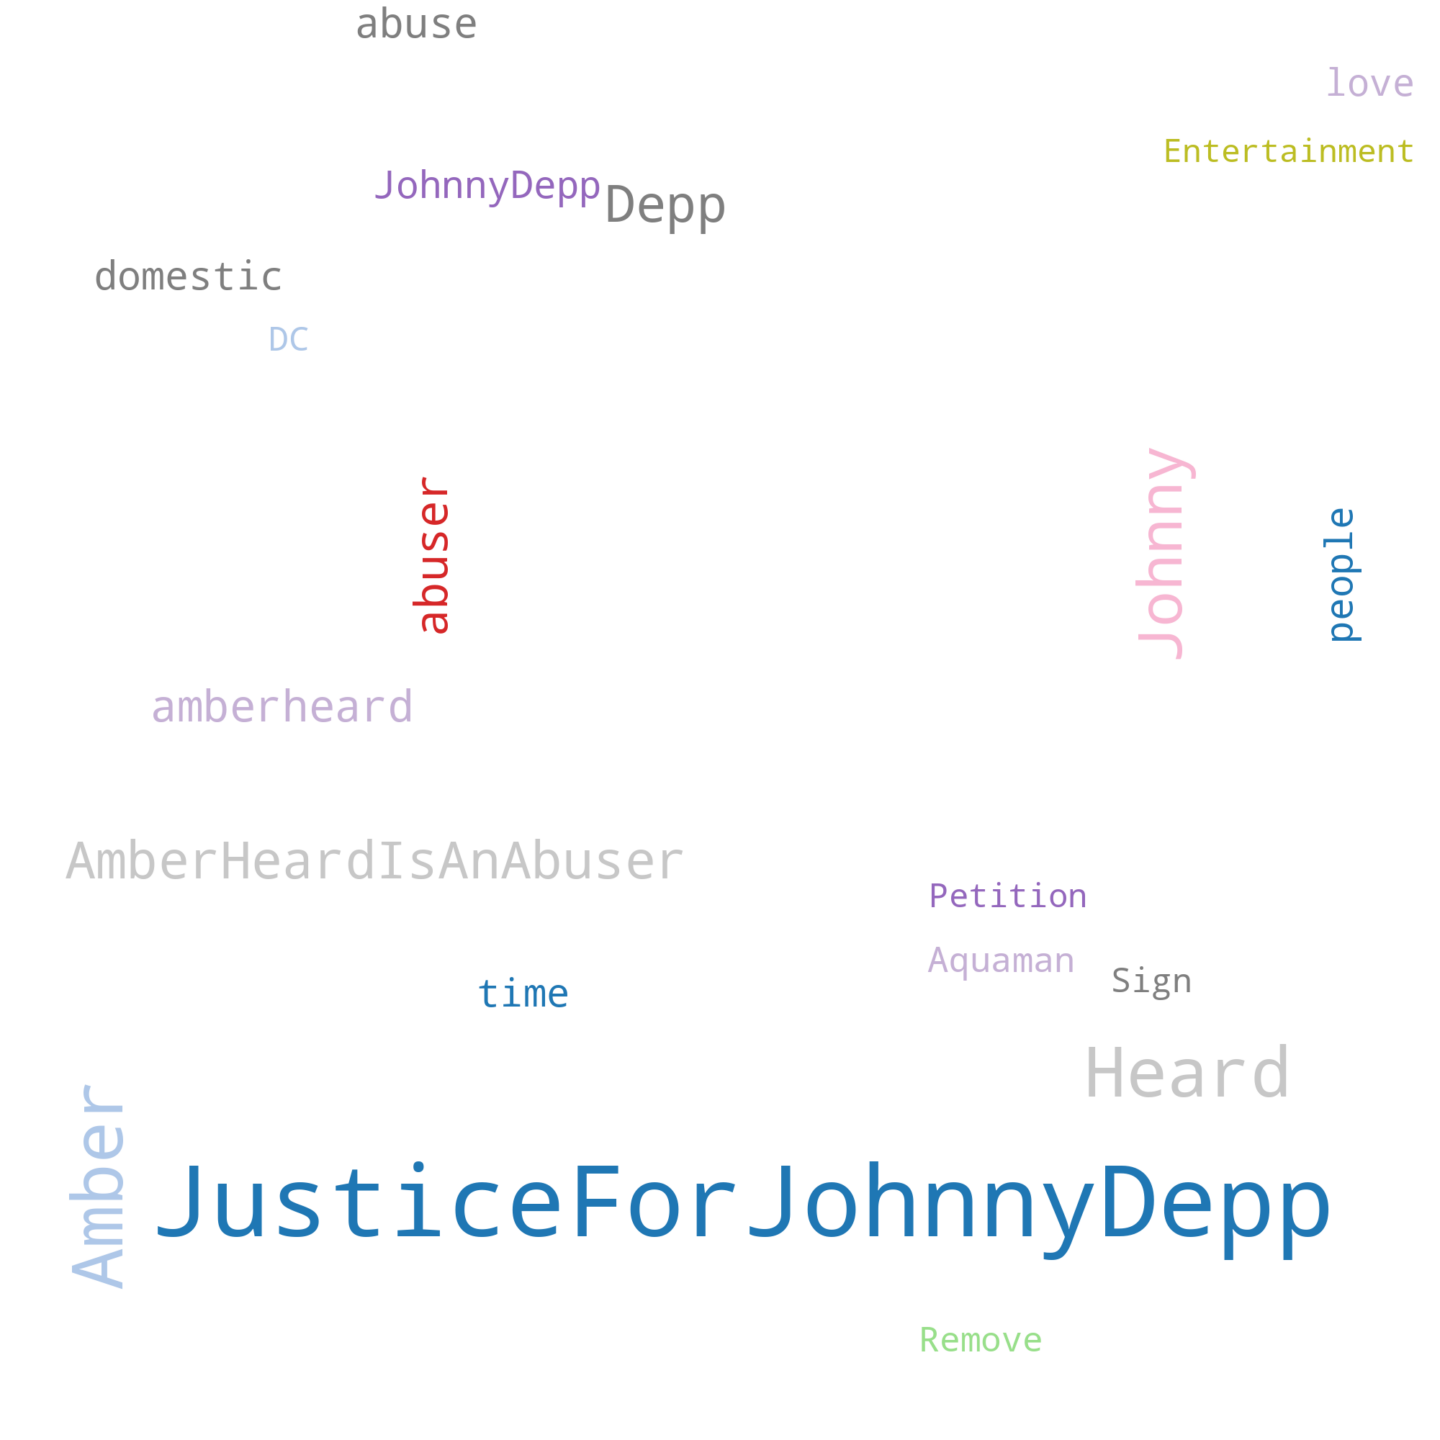 abuse
love
Entertainment
JohnnyDepp
Depp
domestic
DC
abuser
Johnny
people
amberheard
AmberHeardIsAnAbuser
Petition
Aquaman
Sign
time
Heard
Amber
JusticeForJohnnyDepp
Remove